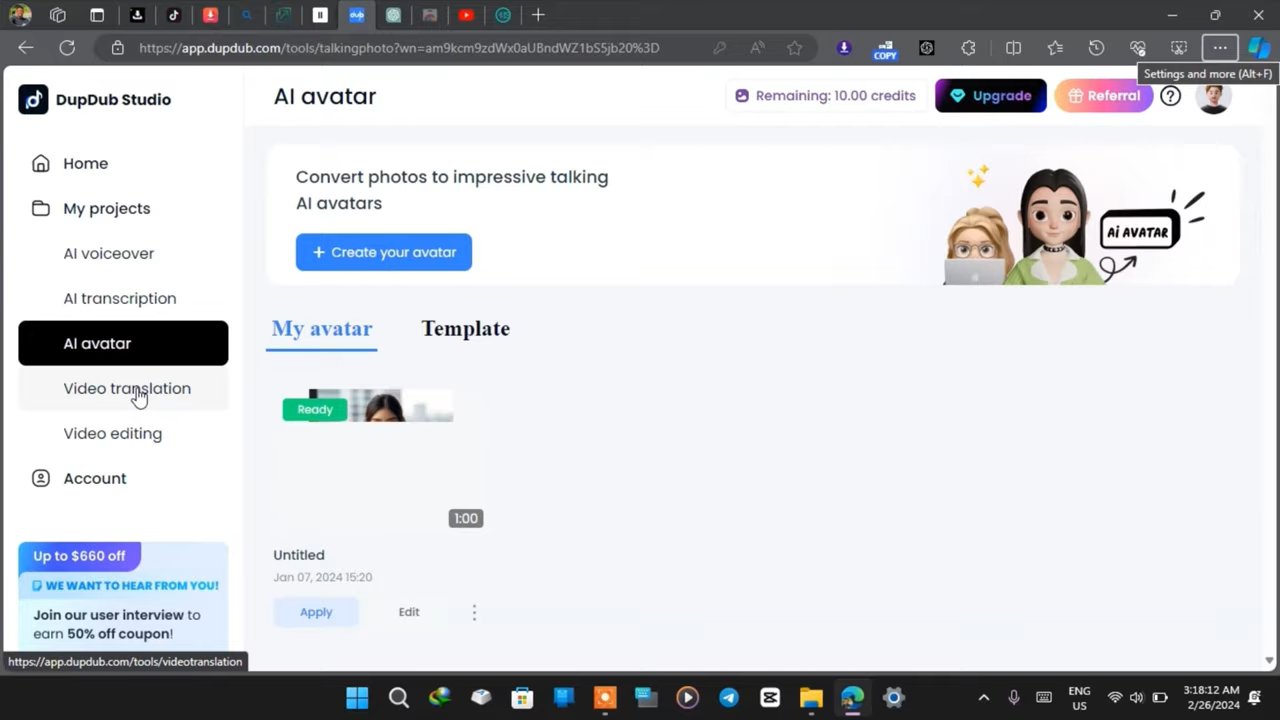 dub
https://app.dupdub.com/tools/talkingphoto?wn=am9kcm9zdWx0aUBndWZ1bS5jb20%3D
COPY
Settings and more (Alt+F)
DupDub Studio
AI avatar
Remaining: 10.00 credits
Upgrade
Referral
Home
My projects
AI voiceover
AI transcription
AI avatar
Video translation
Video editing
Account
Convert photos to impressive talking
AI avatars
+ Create your avatar
Ai AVATAR
My avatar
Template
Ready
1:00
Untitled
Jan 07, 2024 15:20
Apply
Edit
Up to $660 off
WE WANT TO HEAR FROM YOU!
Join our user interview to
earn 50% off coupon!
https://app.dupdub.com/tools/videotranslation
ENG
US
3:18:12 AM
2/26/2024